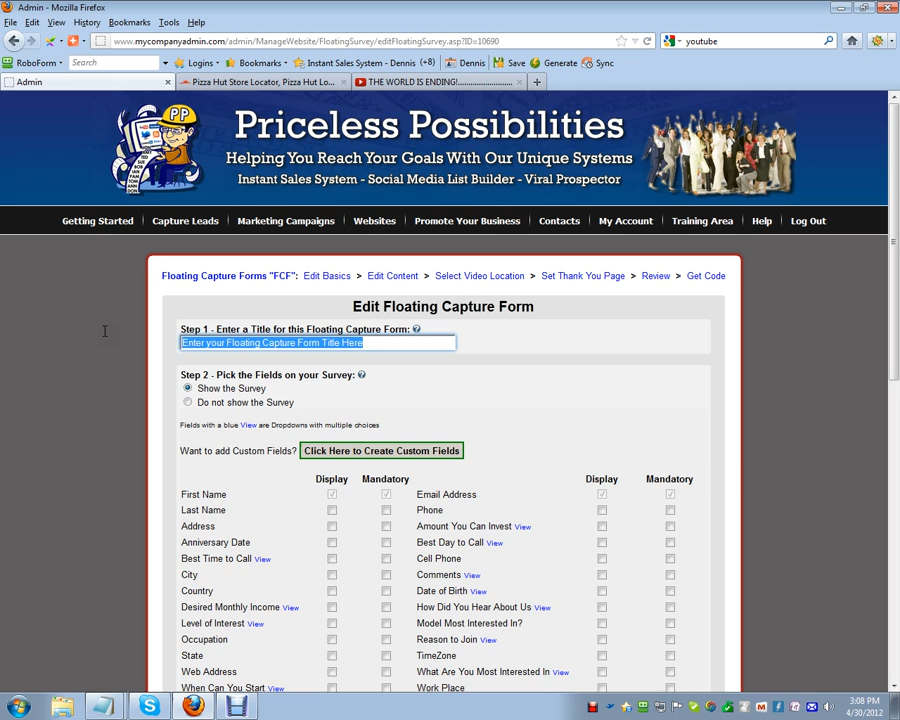 Admin - Mozilla Firefox
File Edit View History Bookmarks Tools Help
www.mycompanyadmin.com/admin/ManageWebsite/FloatingSurvey/editFloatingSurvey.asp?ID=10690
youtube
RoboForm Search Logins Bookmarks Instant Sales System - Dennis (+8) Dennis Save Generate Sync
Admin Pizza Hut Store Locator, Pizza Hut Lo... THE WORLD IS ENDING!...
PP
Priceless Possibilities
Helping You Reach Your Goals With Our Unique Systems
Instant Sales System - Social Media List Builder - Viral Prospector
Getting Started Capture Leads Marketing Campaigns Websites Promote Your Business Contacts My Account Training Area Help Log Out
Floating Capture Forms "FCF": Edit Basics > Edit Content > Select Video Location > Set Thank You Page > Review > Get Code
Edit Floating Capture Form
Step 1 - Enter a Title for this Floating Capture Form:
Enter your Floating Capture Form Title Here
Step 2 - Pick the Fields on your Survey:
Show the Survey
Do not show the Survey
Fields with a blue View are Dropdowns with multiple choices
Want to add Custom Fields? Click Here to Create Custom Fields
Display Mandatory Display Mandatory
First Name Email Address
Last Name Phone
Address Amount You Can Invest View
Anniversary Date Best Day to Call View
Best Time to Call View Cell Phone
City Comments View
Country Date of Birth View
Desired Monthly Income View How Did You Hear About Us View
Level of Interest View Model Most Interested In?
Occupation Reason to Join View
State TimeZone
Web Address What Are You Most Interested In View
When Can You Start View Work Place
3:08 PM
4/30/2012